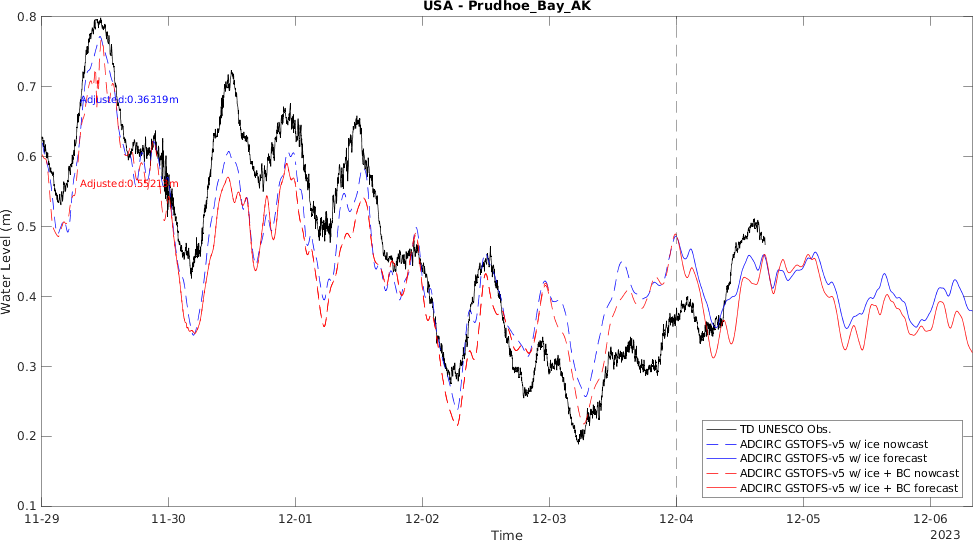 USA - Prudhoe_Bay_AK
0.8
0.7
Adjusted:0.36319m
0.6
0.5
0.4
0.3
0.2
0.1
Water Level (m)
TD UNESCO Obs.
ADCIRC GSTOFS-v5 w/ ice nowcast
ADCIRC GSTOFS-v5 w/ ice forecast
ADCIRC GSTOFS-v5 w/ ice + BC nowcast
ADCIRC GSTOFS-v5 w/ ice + BC forecast
11-29 11-30 12-01 12-02 12-03 12-04 12-05 12-06
Time
2023